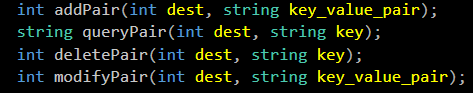 int addPair(int dest, string key_value_pair);
string queryPair(int dest, string key);
int deletePair(int dest, string key);
int modifyPair(int dest, string key_value_pair);